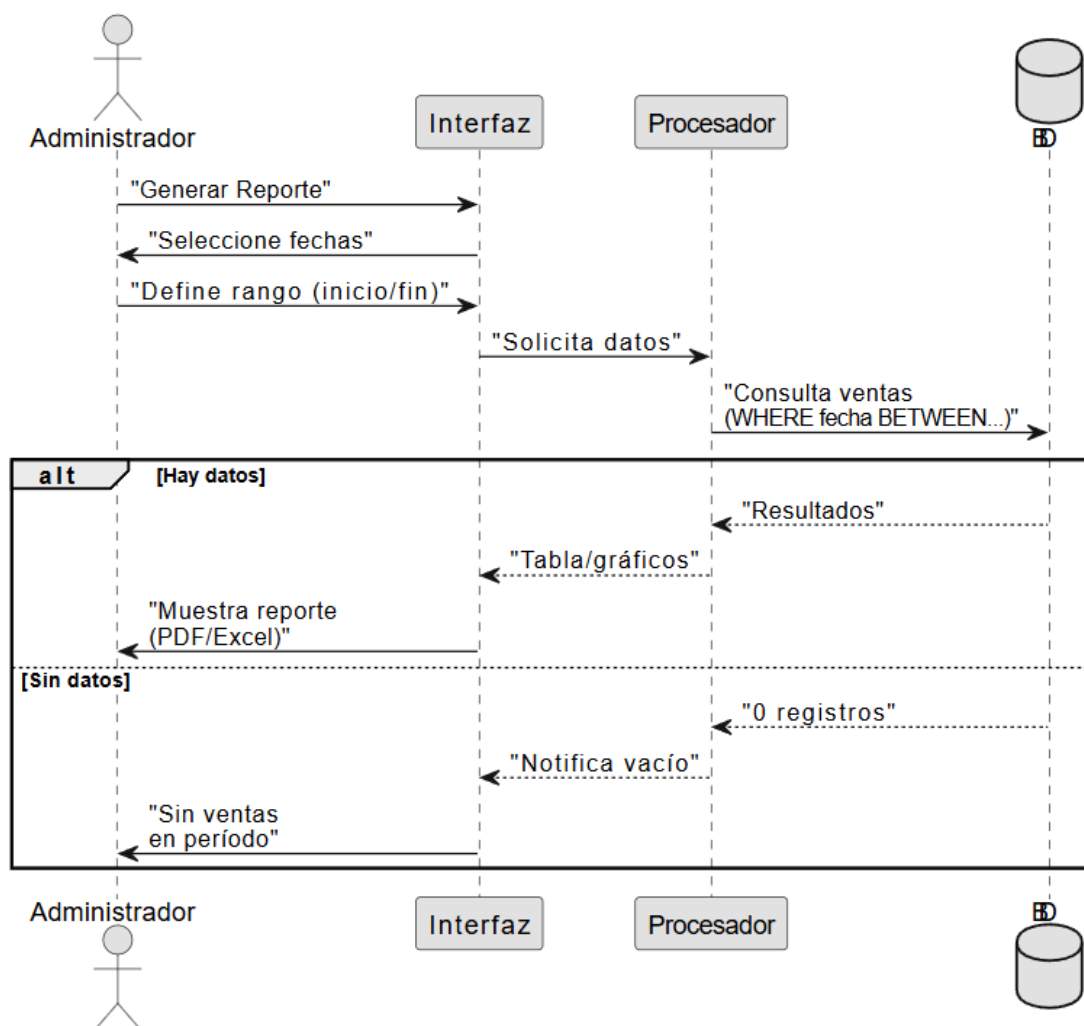 Administrador
Interfaz
Procesador
BD
"Generar Reporte"
"Seleccione fechas"
"Define rango (inicio/fin)"
"Solicita datos"
"Consulta ventas
(WHERE fecha BETWEEN...)"
alt
[Hay datos]
"Resultados"
"Tabla/gráficos"
"Muestra reporte
(PDF/Excel)"
[Sin datos]
"0 registros"
"Notifica vacío"
"Sin ventas
en período"
Administrador
Interfaz
Procesador
BD